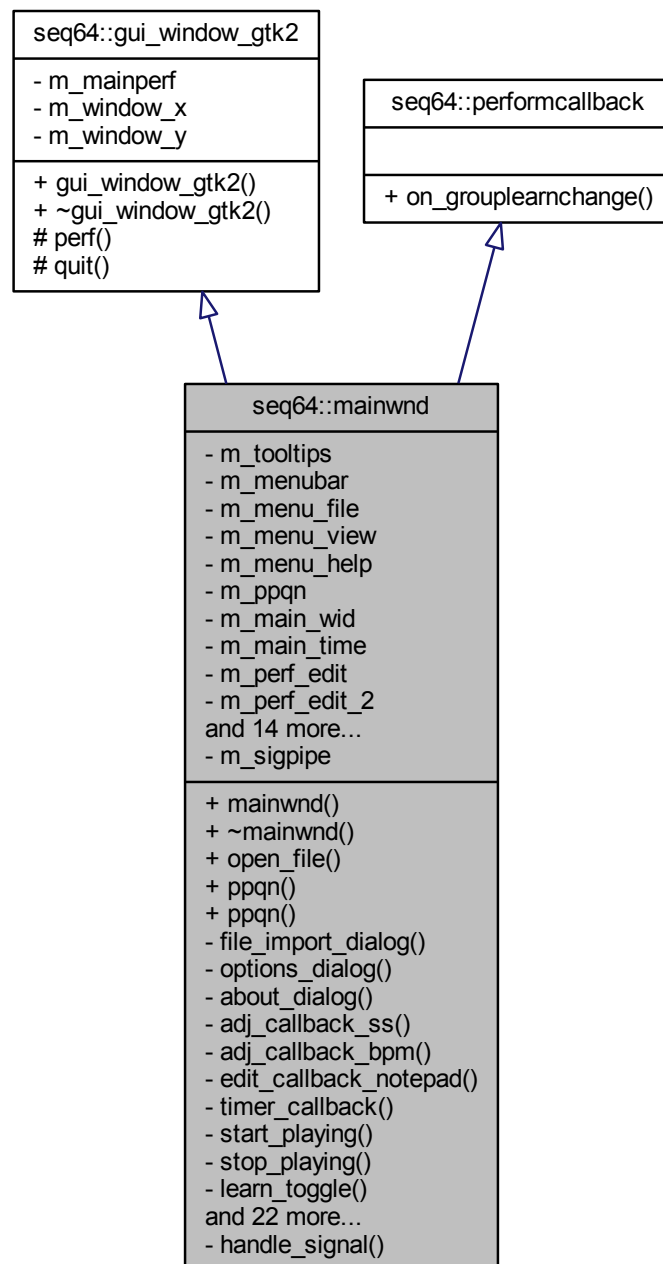 seq64::gui_window_gtk2
- m_mainperf
- m_window_x
- m_window_y
+ gui_window_gtk2()
+ ~gui_window_gtk2()
# perf()
# quit()
seq64::performcallback
+ on_grouplearnchange()
seq64::mainwnd
- m_tooltips
- m_menubar
- m_menu_file
- m_menu_view
- m_menu_help
- m_ppqn
- m_main_wid
- m_main_time
- m_perf_edit
- m_perf_edit_2
and 14 more...
- m_sigpipe
+ mainwnd()
+ ~mainwnd()
+ open_file()
+ ppqn()
+ ppqn()
- file_import_dialog()
- options_dialog()
- about_dialog()
- adj_callback_ss()
- adj_callback_bpm()
- edit_callback_notepad()
- timer_callback()
- start_playing()
- stop_playing()
- learn_toggle()
and 22 more...
- handle_signal()